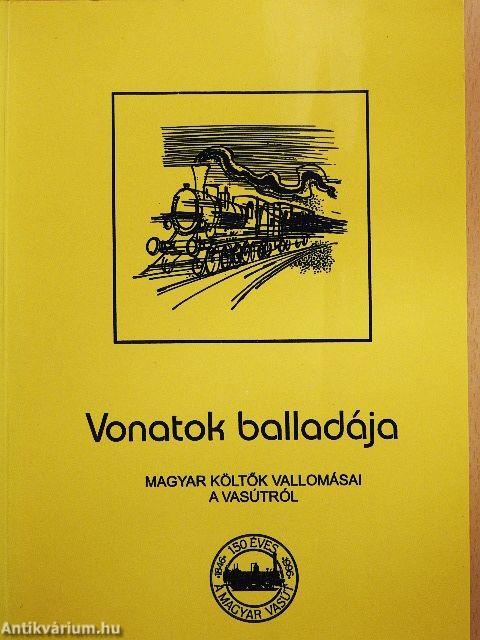 Vonatok balladája
MAGYAR KÖLTŐK VALLOMÁSAI
A VASÚTRÓL
1846 150 ÉVES 1996
A MAGYAR VASÚT
Antikvárium.hu